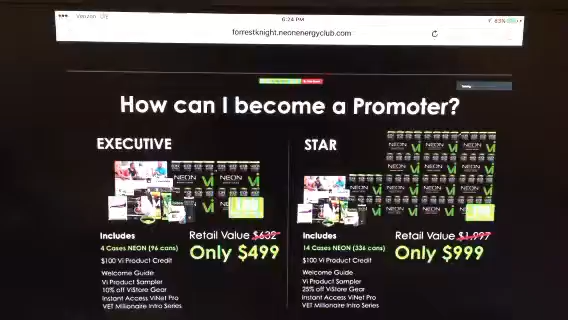 Verizon LTE
6:24 PM
83%
forrestknight.neonenergyclub.com
How can I become a Promoter?
EXECUTIVE
NEON
Vi
Includes
4 Cases NEON (96 cans)
$100 Vi Product Credit
Welcome Guide
Vi Product Sampler
10% off ViStore Gear
Instant Access ViNet Pro
VET Millionaire Intro Series
Retail Value $632
Only $499
STAR
NEON
Vi
Includes
14 Cases NEON (336 cans)
$100 Vi Product Credit
Welcome Guide
Vi Product Sampler
25% off ViStore Gear
Instant Access ViNet Pro
VET Millionaire Intro Series
Retail Value $1,997
Only $999